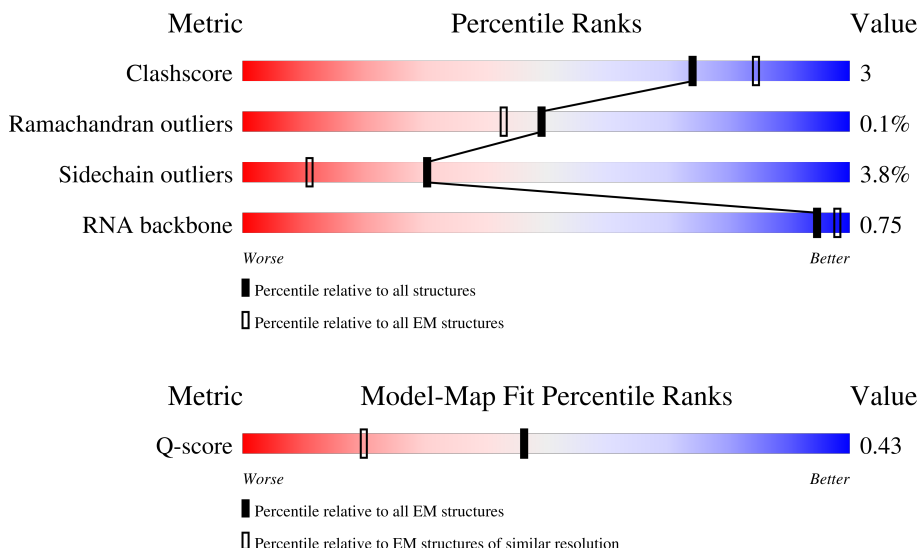 Metric Percentile Ranks Value
Clashscore 3
Ramachandran outliers 0.1%
Sidechain outliers 3.8%
RNA backbone 0.75
Worse Better
Percentile relative to all structures
Percentile relative to all EM structures
Metric Model-Map Fit Percentile Ranks Value
Q-score 0.43
Worse Better
Percentile relative to all EM structures
Percentile relative to EM structures of similar resolution